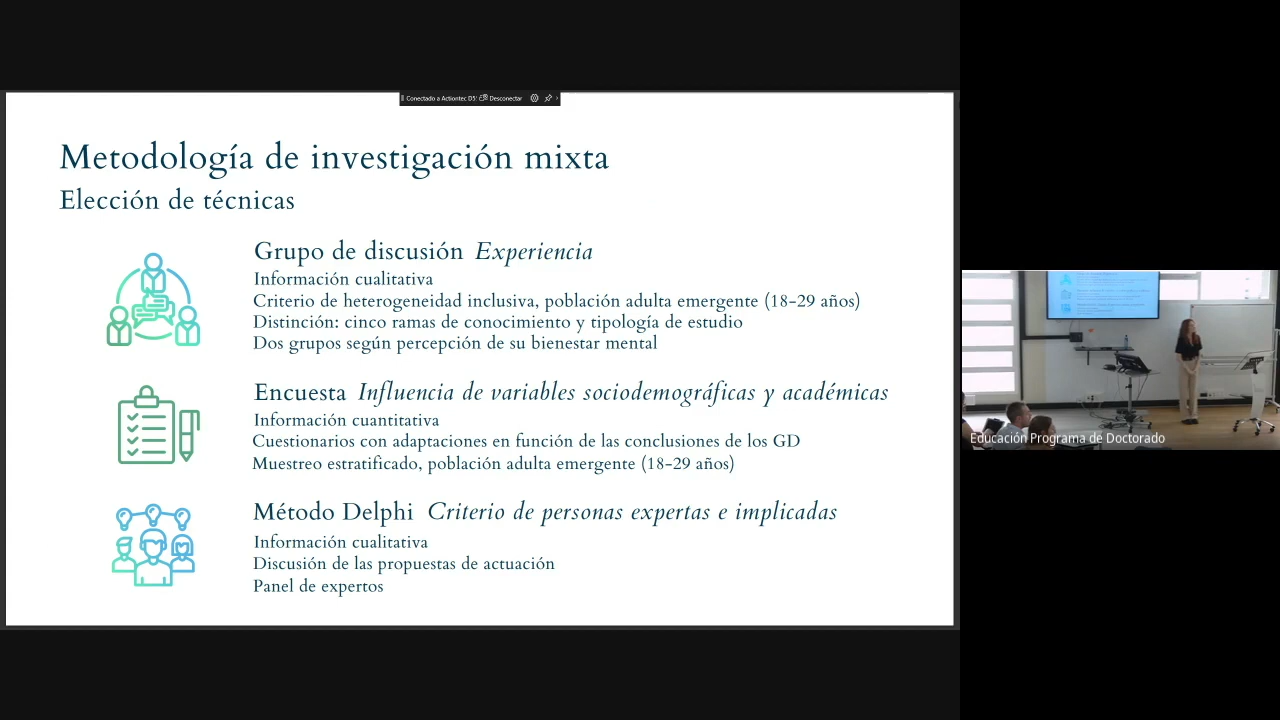 Conectado a Actiontec DS: Desconectar
Metodología de investigación mixta
Elección de técnicas
Grupo de discusión Experiencia
Información cualitativa
Criterio de heterogeneidad inclusiva, población adulta emergente (18-29 años)
Distinción: cinco ramas de conocimiento y tipología de estudio
Dos grupos según percepción de su bienestar mental
Encuesta Influencia de variables sociodemográficas y académicas
Información cuantitativa
Cuestionarios con adaptaciones en función de las conclusiones de los GD
Muestreo estratificado, población adulta emergente (18-29 años)
Método Delphi Criterio de personas expertas e implicadas
Información cualitativa
Discusión de las propuestas de actuación
Panel de expertos
Educación Programa de Doctorado